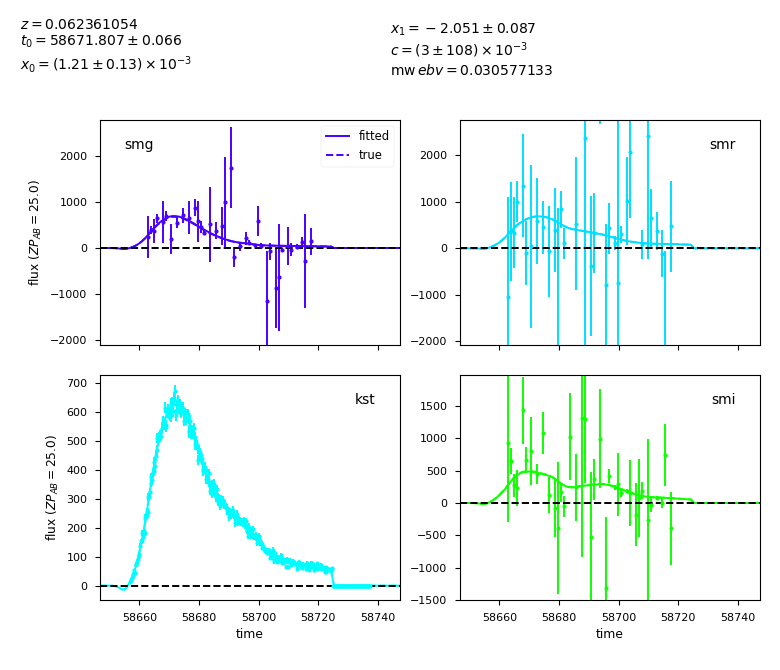 z = 0.062361054
t₀ = 58671.807 ± 0.066
x₀ = (1.21 ± 0.13) × 10⁻³
x₁ = −2.051 ± 0.087
c = (3 ± 108) × 10⁻³
mw ebv = 0.030577133
smg
fitted
true
2000
1000
0
−1000
−2000
flux (ZP_AB = 25.0)
smr
2000
1000
0
−1000
−2000
kst
700
600
500
400
300
200
100
0
flux (ZP_AB = 25.0)
58660 58680 58700 58720 58740
time
smi
1500
1000
500
0
−500
−1000
−1500
58660 58680 58700 58720 58740
time